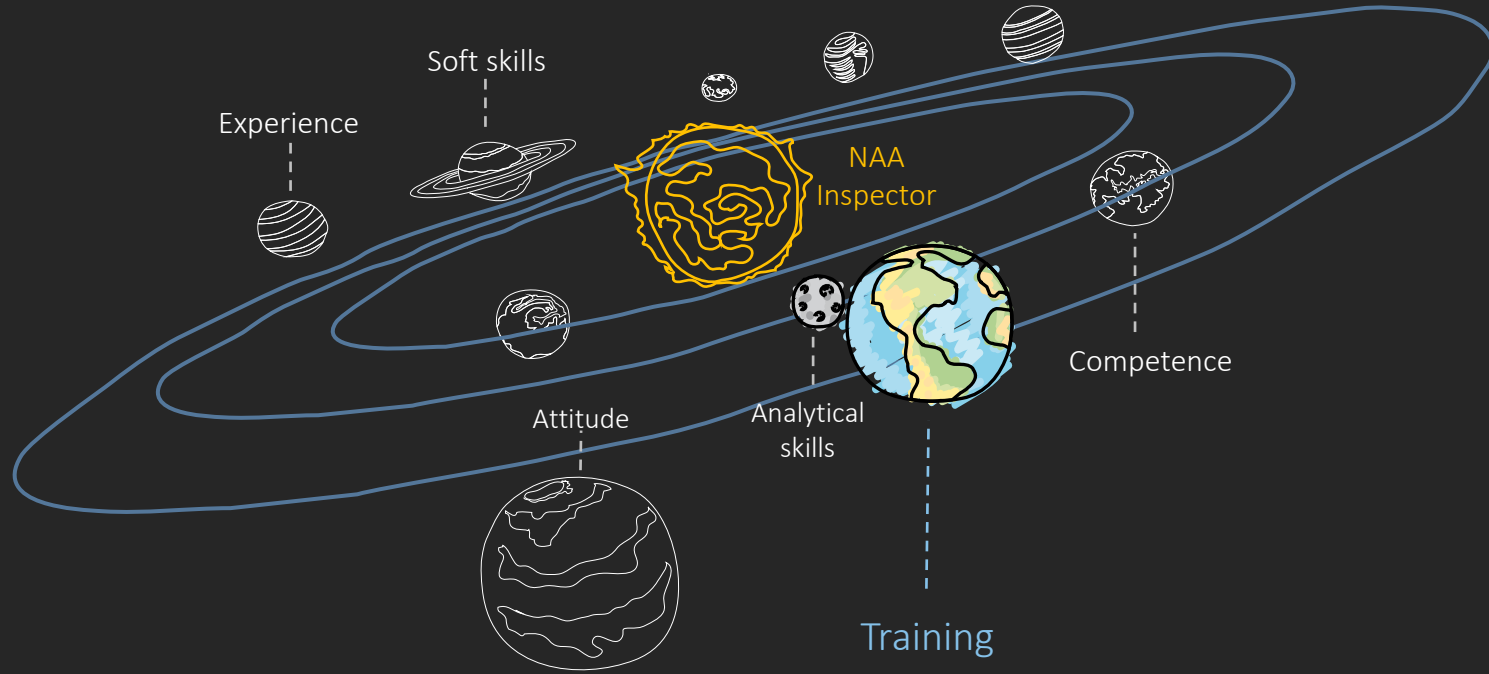 Soft skills
Experience
NAA
Inspector
Competence
Attitude
Analytical
skills
Training